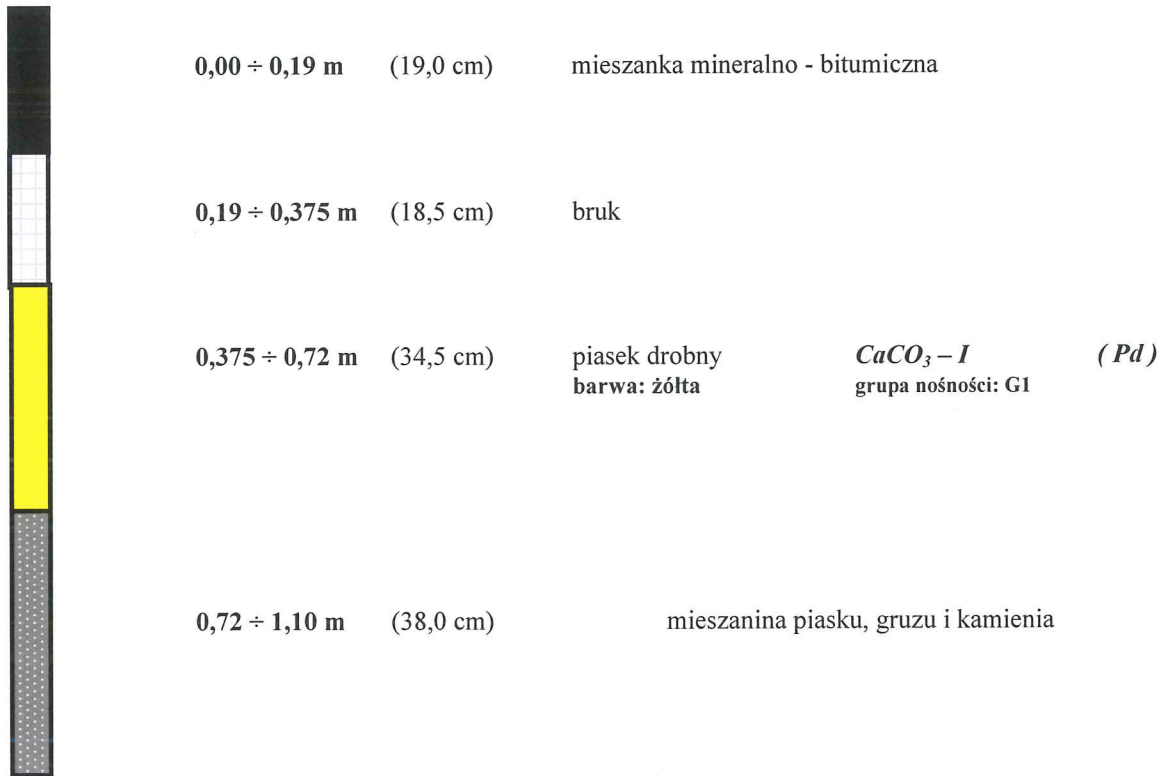 0,00 ÷ 0,19 m (19,0 cm) mieszanka mineralno - bitumiczna
0,19 ÷ 0,375 m (18,5 cm) bruk
0,375 ÷ 0,72 m (34,5 cm) piasek drobny CaCO₃ – I ( Pd )
barwa: żółta grupa nośności: G1
0,72 ÷ 1,10 m (38,0 cm) mieszanina piasku, gruzu i kamienia